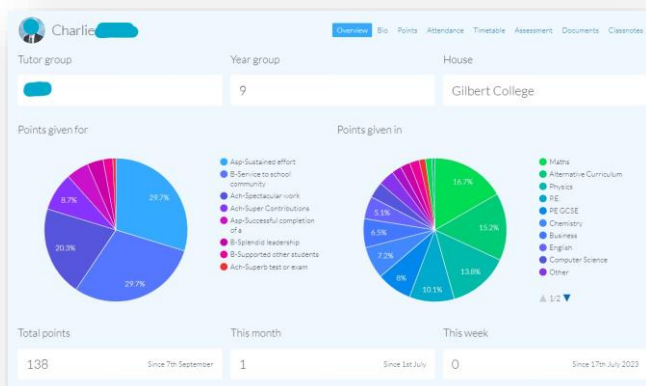 Charlie
Overview Bio Points Attendance Timetable Assessment Documents Classnotes
Tutor group
Year group
House
9
Gilbert College
Points given for
Points given in
29.7%
29.7%
20.3%
8.7%
Asp-Sustained effort
B-Service to school
community
Ach-Spectacular work
Ach-Super Contributions
Asp-Successful completion
of a
B-Splendid leadership
B-Supported other students
Ach-Superb test or exam
16.7%
15.2%
13.8%
10.1%
8%
7.2%
6.5%
5.1%
Maths
Alternative Curriculum
Physics
P.E.
PE GCSE
Chemistry
Business
English
Computer Science
Other
1/2
Total points
This month
This week
138 Since 7th September
1 Since 1st July
0 Since 17th July 2023